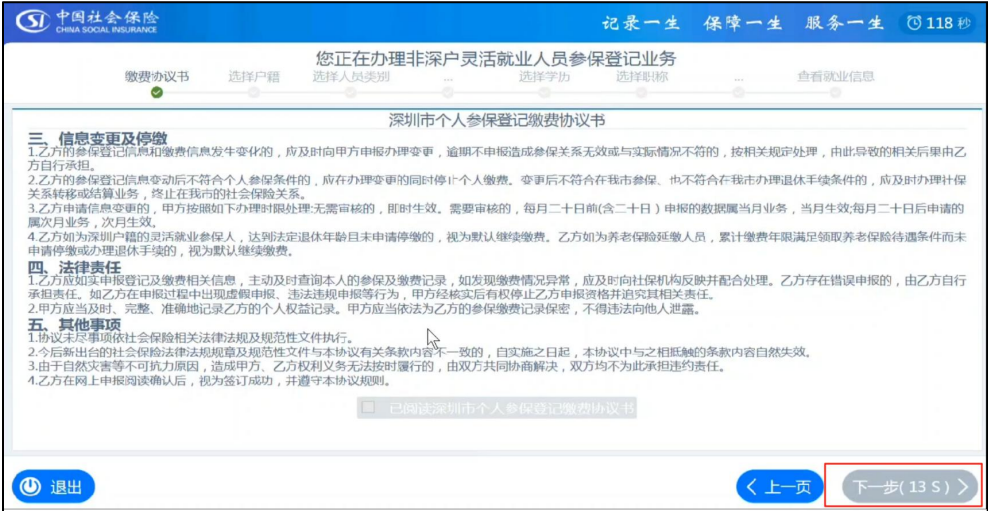 中国社会保险
CHINA SOCIAL INSURANCE
记录一生 保障一生 服务一生
118 秒
您正在办理非深户灵活就业人员参保登记业务
缴费协议书 选择户籍 选择人员类别 ... 选择学历 选择职称 ... 查看就业信息
深圳市个人参保登记缴费协议书
三、信息变更及停缴
1.乙方的参保登记信息和缴费信息发生变化的，应及时向甲方申报办理变更，逾期不申报造成参保关系无效或与实际情况不符的，按相关规定处理，由此导致的相关后果由乙
方自行承担。
2.乙方的参保登记信息变动后不符合个人参保条件的，应在办理变更的同时停止个人缴费。变更后不符合在我市参保、也不符合在我市办理退休手续条件的，应及时办理社保
关系转移或结算业务，终止在我市的社会保险关系。
3.乙方申请信息变更的，甲方按照如下办理时限处理:无需审核的，即时生效。需要审核的，每月二十日前(含二十日）申报的数据属当月业务，当月生效;每月二十日后申请的
属次月业务，次月生效。
4.乙方如为深圳户籍的灵活就业参保人，达到法定退休年龄且未申请停缴的，视为默认继续缴费。乙方如为养老保险延缴人员，累计缴费年限满足领取养老保险待遇条件而未
申请停缴或办理退休手续的，视为默认继续缴费。
四、法律责任
1.乙方应如实申报登记及缴费相关信息，主动及时查询本人的参保及缴费记录，如发现缴费情况异常，应及时向社保机构反映并配合处理。乙方存在错误申报的，由乙方自行
承担责任。如乙方在申报过程中出现虚假申报、违法违规申报等行为，甲方经核实后有权停止乙方申报资格并追究其相关责任。
2.甲方应当及时、完整、准确地记录乙方的个人权益记录。甲方应当依法为乙方的参保缴费记录保密，不得违法向他人泄露。
五、其他事项
1.协议未尽事项依社会保险相关法律法规及规范性文件执行。
2.今后新出台的社会保险法律法规规章及规范性文件与本协议有关条款内容不一致的，自实施之日起，本协议中与之相抵触的条款内容自然失效。
3.由于自然灾害等不可抗力原因，造成甲方、乙方权利义务无法按时履行的，由双方共同协商解决，双方均不为此承担违约责任。
4.乙方在网上申报阅读确认后，视为签订成功，并遵守本协议规则。
已阅读深圳市个人参保登记缴费协议书
退出 上一页 下一步( 13 S )